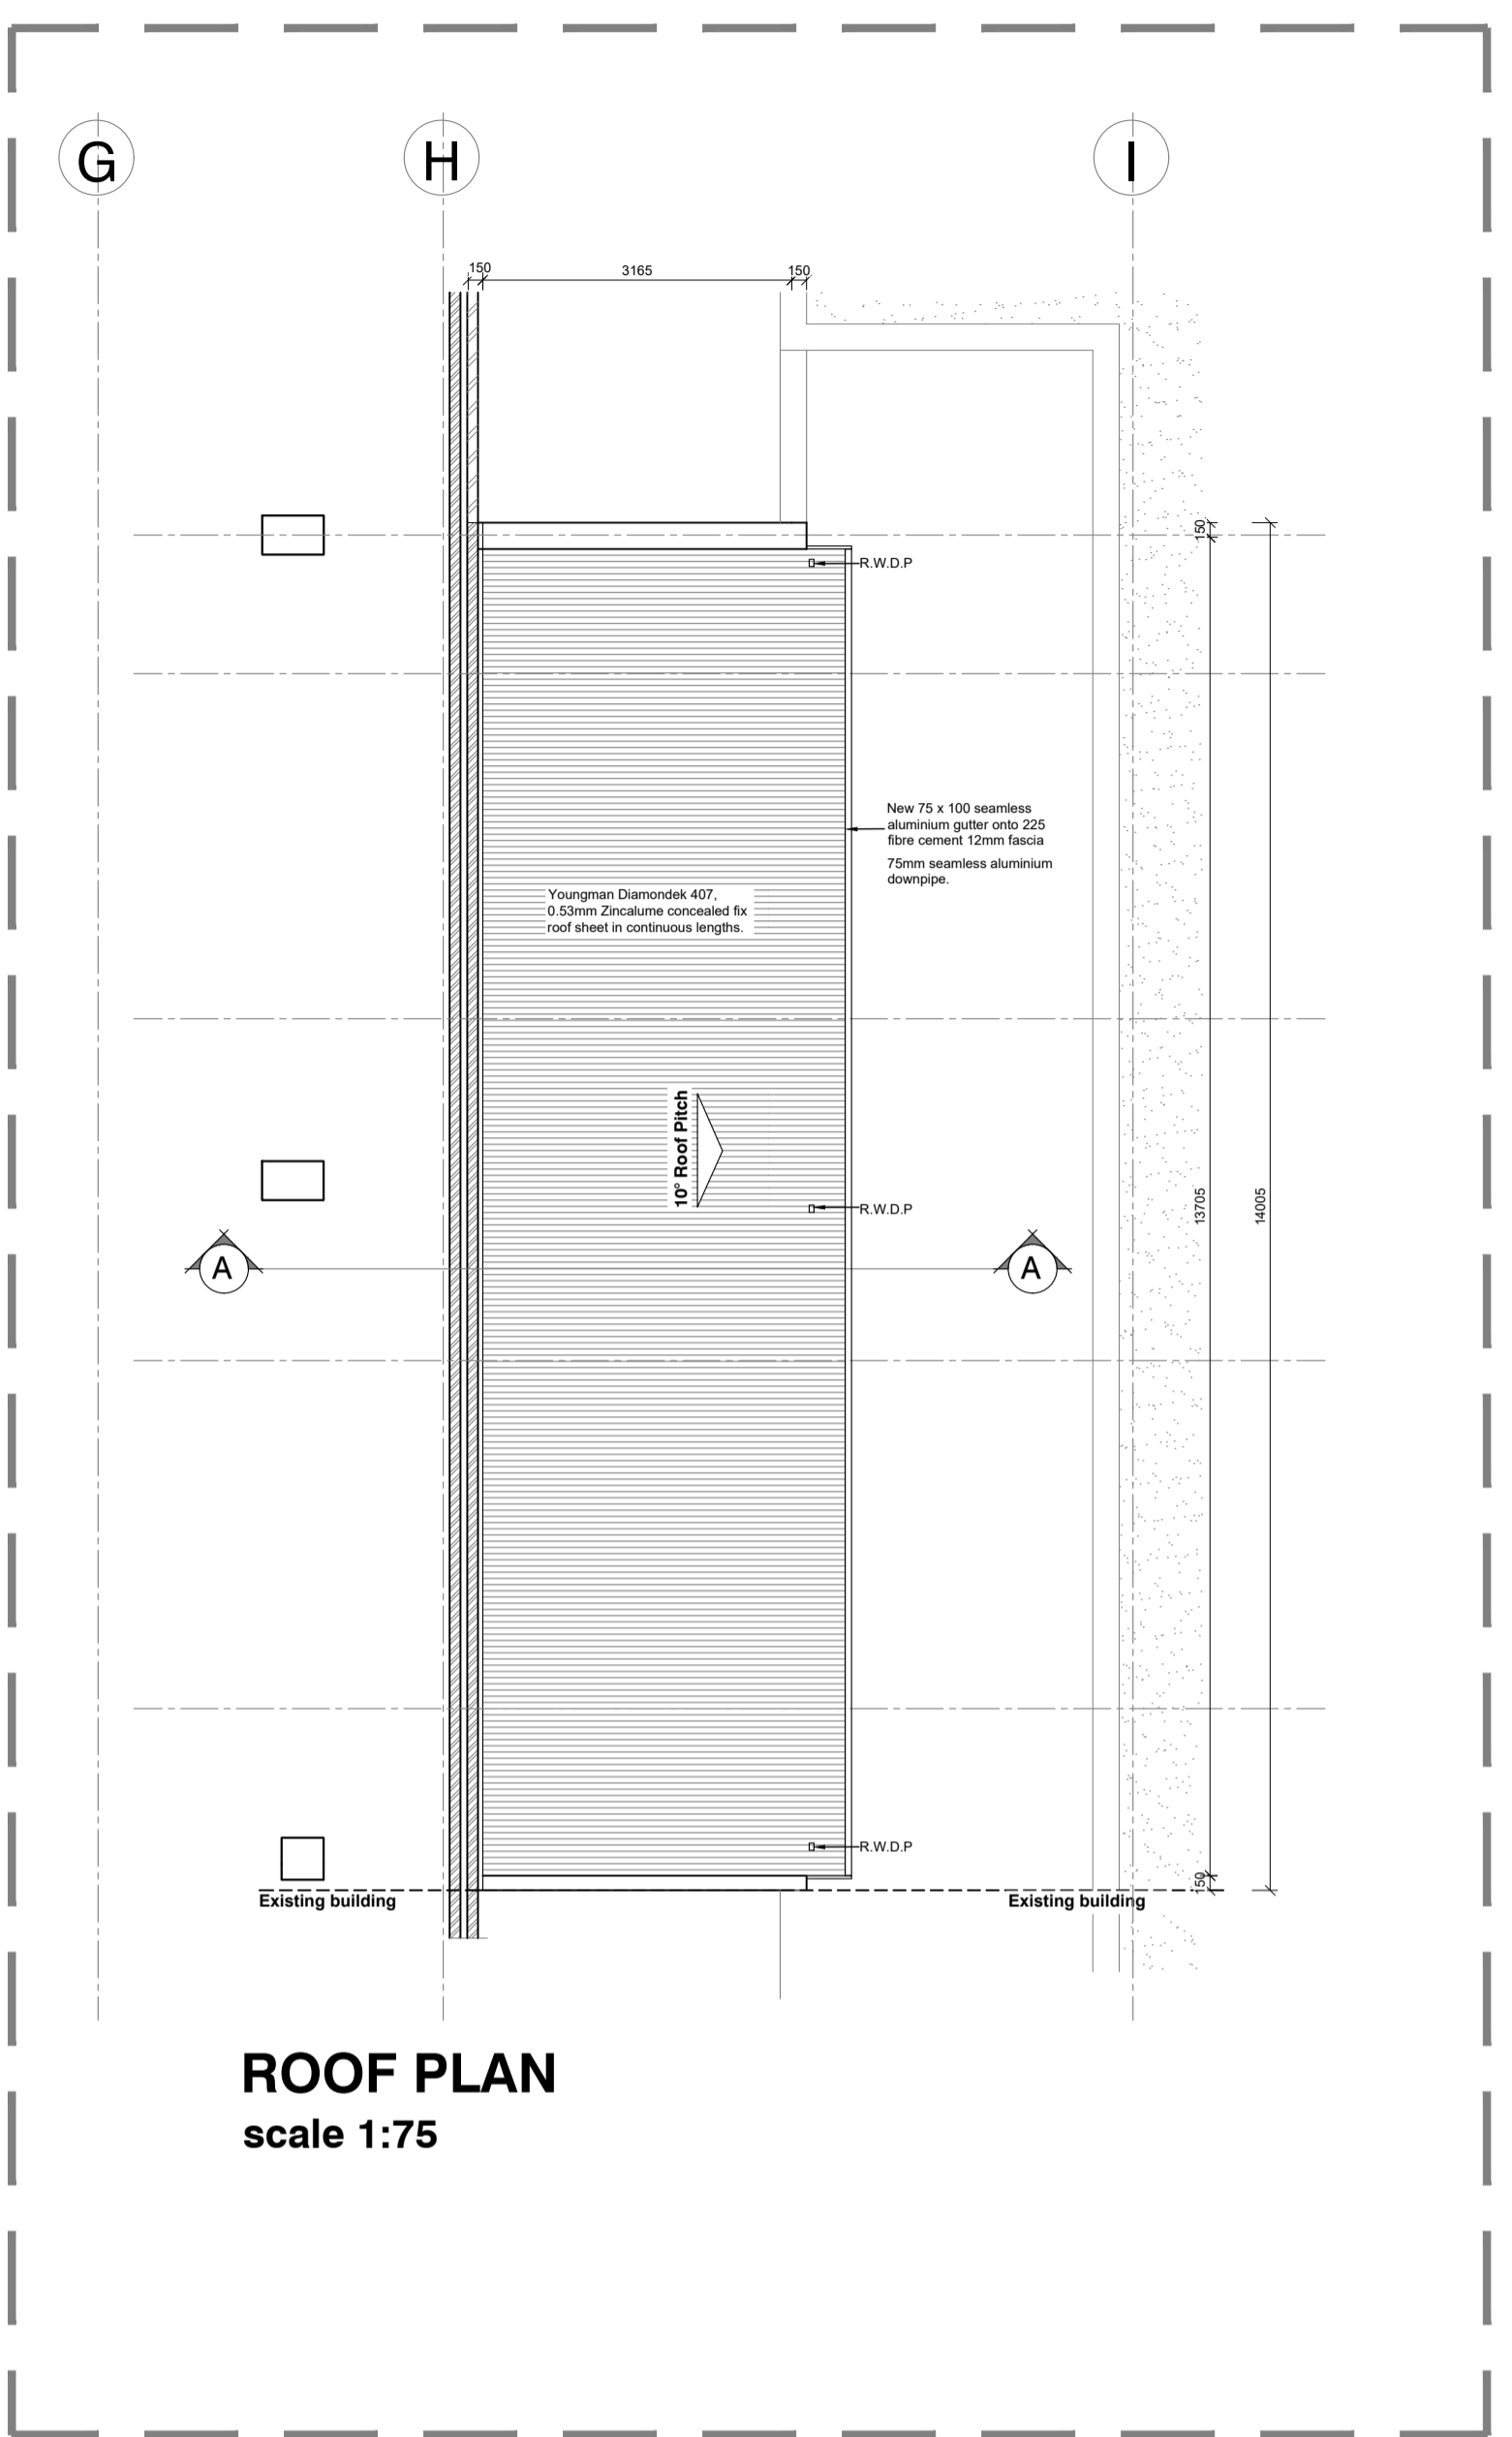 G
H
I
150
3165
150
150
R.W.D.P
New 75 x 100 seamless
aluminium gutter onto 225
fibre cement 12mm fascia
75mm seamless aluminium
downpipe.
Youngman Diamondek 407,
0.53mm Zincalume concealed fix
roof sheet in continuous lengths.
10° Roof Pitch
R.W.D.P
13705
14005
A
A
R.W.D.P
150
Existing building
Existing building
ROOF PLAN
scale 1:75